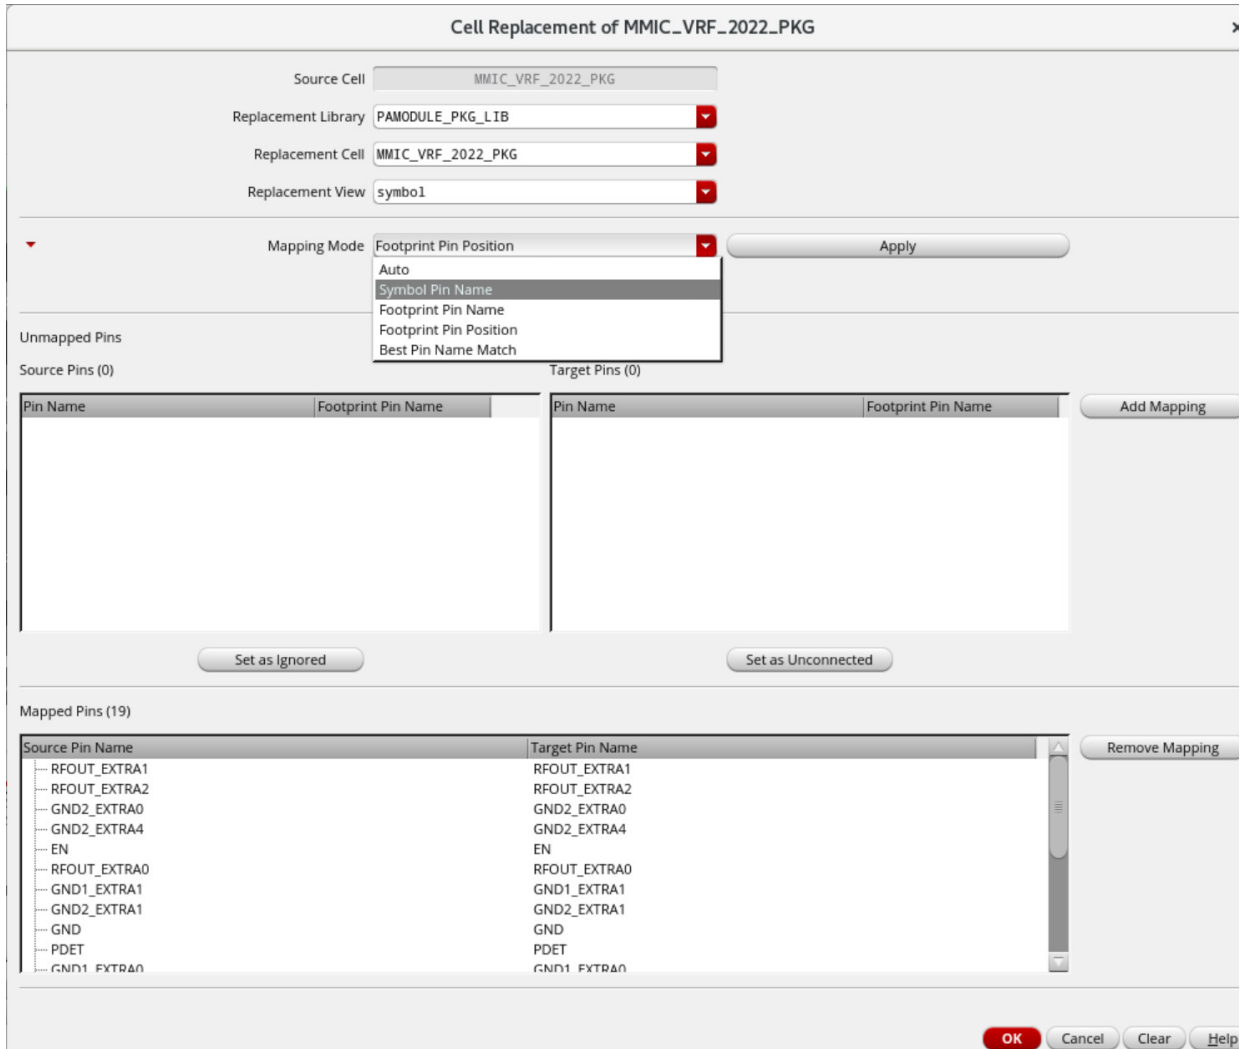 Cell Replacement of MMIC_VRF_2022_PKG
Source Cell MMIC_VRF_2022_PKG
Replacement Library PAMODULE_PKG_LIB
Replacement Cell MMIC_VRF_2022_PKG
Replacement View symbol
Mapping Mode Footprint Pin Position Apply
Auto
Symbol Pin Name
Footprint Pin Name
Footprint Pin Position
Best Pin Name Match
Unmapped Pins
Source Pins (0) Target Pins (0)
Pin Name Footprint Pin Name Pin Name Footprint Pin Name Add Mapping
Set as Ignored Set as Unconnected
Mapped Pins (19)
Source Pin Name Target Pin Name Remove Mapping
RFOUT_EXTRA1 RFOUT_EXTRA1
RFOUT_EXTRA2 RFOUT_EXTRA2
GND2_EXTRA0 GND2_EXTRA0
GND2_EXTRA4 GND2_EXTRA4
EN EN
RFOUT_EXTRA0 RFOUT_EXTRA0
GND1_EXTRA1 GND1_EXTRA1
GND2_EXTRA1 GND2_EXTRA1
GND GND
PDET PDET
GND1_EXTRA0 GND1_EXTRA0
OK Cancel Clear Help